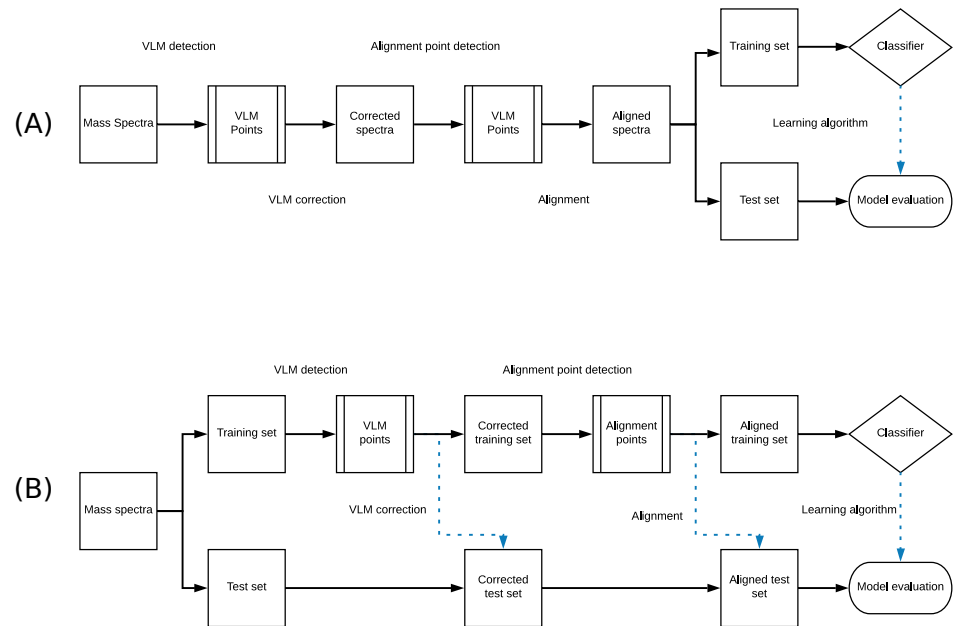 VLM detection
Alignment point detection
(A)
Mass Spectra
VLM
Points
Corrected
spectra
VLM
Points
Aligned
spectra
Training set
Classifier
Learning algorithm
VLM correction
Alignment
Test set
Model evaluation
VLM detection
Alignment point detection
(B)
Mass spectra
Training set
VLM
points
Corrected
training set
Alignment
points
Aligned
training set
Classifier
VLM correction
Alignment
Learning algorithm
Test set
Corrected
test set
Aligned test
set
Model evaluation